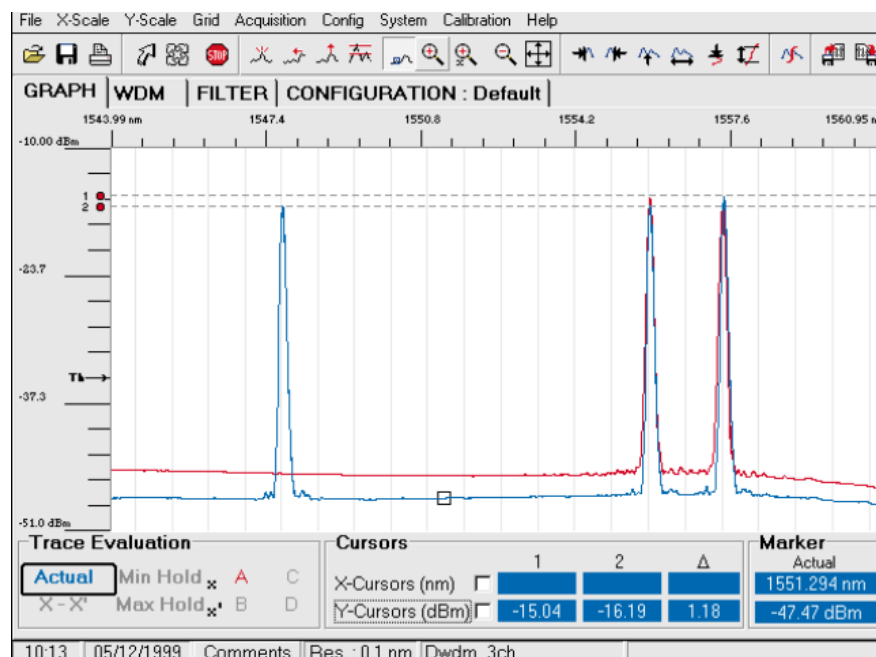 File X-Scale Y-Scale Grid Acquisition Config System Calibration Help
STOP
GRAPH WDM FILTER CONFIGURATION : Default
1543.99 nm 1547.4 1550.8 1554.2 1557.6 1560.95 n
-10.00 dBm
1
2
-23.7
-37.3
-51.0 dBm
Trace Evaluation Cursors Marker
1 2 Δ Actual
Actual Min Hold x A C X-Cursors (nm) 1551.294 nm
X - X' Max Hold x' B D Y-Cursors (dBm) -15.04 -16.19 1.18 -47.47 dBm
10:13 05/12/1999 Comments Res. : 0.1 nm Dwdm_3ch